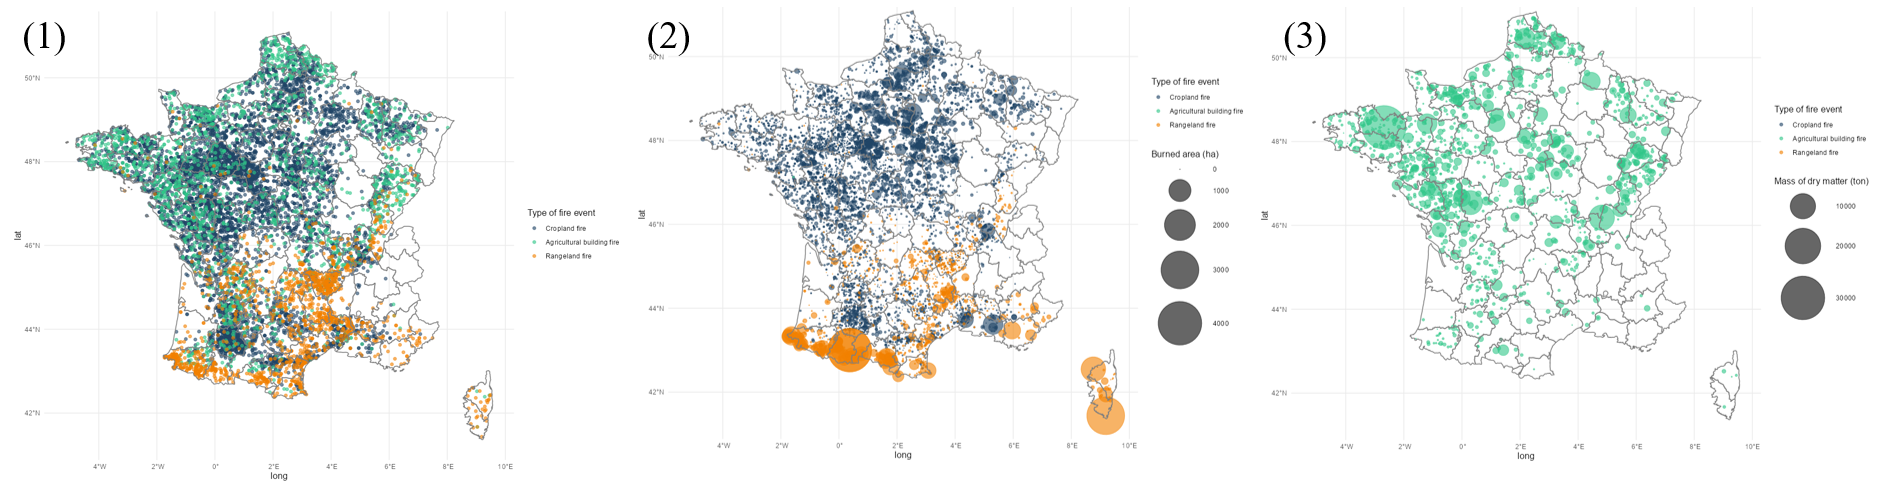 (1)
50°N
48°N
46°N
44°N
42°N
lat
4°W 2°W 0° 2°E 4°E 6°E 8°E 10°E
long
Type of fire event
Cropland fire
Agricultural building fire
Rangeland fire
(2)
50°N
48°N
46°N
44°N
42°N
lat
4°W 2°W 0° 2°E 4°E 6°E 8°E 10°E
long
Type of fire event
Cropland fire
Agricultural building fire
Rangeland fire
Burned area (ha)
0
1000
2000
3000
4000
(3)
50°N
48°N
46°N
44°N
42°N
lat
4°W 2°W 0° 2°E 4°E 6°E 8°E 10°E
long
Type of fire event
Cropland fire
Agricultural building fire
Rangeland fire
Mass of dry matter (ton)
10000
20000
30000